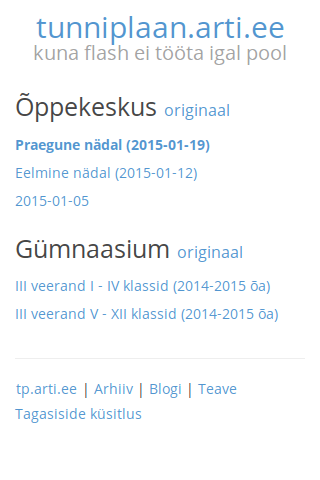 tunniplaan.arti.ee
kuna flash ei tööta igal pool
Õppekeskus originaal
Praegune nädal (2015-01-19)
Eelmine nädal (2015-01-12)
2015-01-05
Gümnaasium originaal
III veerand I - IV klassid (2014-2015 õa)
III veerand V - XII klassid (2014-2015 õa)
tp.arti.ee | Arhiiv | Blogi | Teave
Tagasiside küsitlus